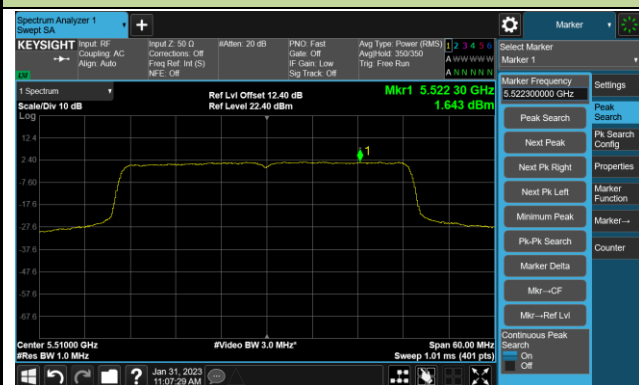 Spectrum Analyzer 1
Swept SA
+
Marker
KEYSIGHT
Input: RF
Coupling: AC
Align: Auto
Input Z: 50 Ω
Corrections: Off
Freq Ref: Int (S)
NFE: Off
#Atten: 20 dB
PNO: Fast
Gate: Off
IF Gain: Low
Sig Track: Off
Avg Type: Power (RMS)
Avg|Hold: 350/350
Trig: Free Run
1 2 3 4 5 6
A W W W W W
A N N N N N
LXI
Select Marker
Marker 1
1 Spectrum
Scale/Div 10 dB
Log
Ref Lvl Offset 12.40 dB
Ref Level 22.40 dBm
Mkr1 5.522 30 GHz
1.643 dBm
12.4
2.40
-7.60
-17.6
-27.6
-37.6
-47.6
-57.6
-67.6
1
Center 5.51000 GHz
#Res BW 1.0 MHz
#Video BW 3.0 MHz*
Span 60.00 MHz
Sweep 1.01 ms (401 pts)
Marker Frequency
5.522300000 GHz
Peak Search
Next Peak
Next Pk Right
Next Pk Left
Minimum Peak
Pk-Pk Search
Marker Delta
Mkr→CF
Mkr→Ref Lvl
Continuous Peak
Search
On
Off
Settings
Peak
Search
Pk Search
Config
Properties
Marker
Function
Marker→
Counter
?
Jan 31, 2023
11:07:29 AM